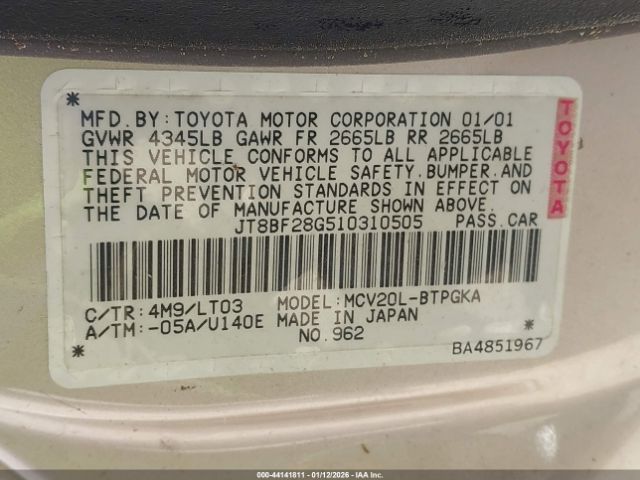 MFD. BY: TOYOTA MOTOR CORPORATION 01/01
GVWR 4345LB GAWR FR 2665LB RR 2665LB
THIS VEHICLE CONFORMS TO ALL APPLICABLE
FEDERAL MOTOR VEHICLE SAFETY. BUMPER. AND
THEFT PREVENTION STANDARDS IN EFFECT ON
THE DATE OF MANUFACTURE SHOWN ABOVE.
JT8BF28G510310505 PASS. CAR
TOYOTA
C/TR: 4M9/LT03 MODEL: MCV20L-BTPGKA
A/TM: -05A/U140E MADE IN JAPAN
NO. 962
BA4851967
000-44141811 - 01/12/2026 - IAAHCDW